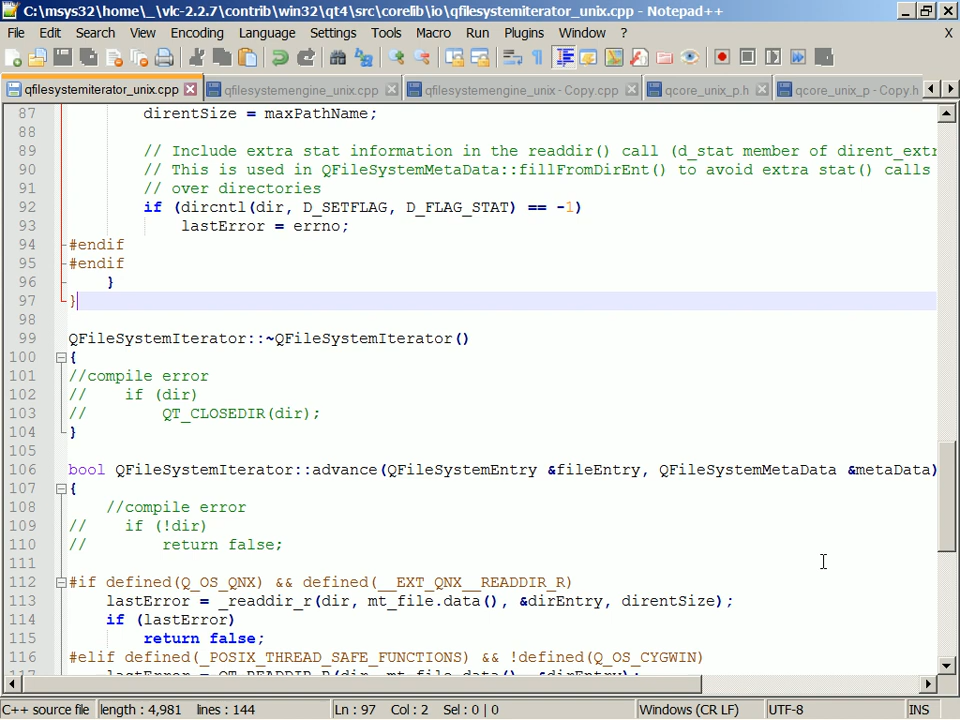 C:\msys32\home\_\vlc-2.2.7\contrib\win32\qt4\src\corelib\io\qfilesystemiterator_unix.cpp - Notepad++
File Edit Search View Encoding Language Settings Tools Macro Run Plugins Window ? X
qfilesystemiterator_unix.cpp qfilesystemengine_unix.cpp qfilesystemengine_unix - Copy.cpp qcore_unix_p.h qcore_unix_p - Copy.h
87 direntSize = maxPathName;
88
89 // Include extra stat information in the readdir() call (d_stat member of dirent_extr
90 // This is used in QFileSystemMetaData::fillFromDirEnt() to avoid extra stat() calls
91 // over directories
92 if (dircntl(dir, D_SETFLAG, D_FLAG_STAT) == -1)
93 lastError = errno;
94 #endif
95 #endif
96 }
97 }
98
99 QFileSystemIterator::~QFileSystemIterator()
100 {
101 //compile error
102 // if (dir)
103 // QT_CLOSEDIR(dir);
104 }
105
106 bool QFileSystemIterator::advance(QFileSystemEntry &fileEntry, QFileSystemMetaData &metaData)
107 {
108 //compile error
109 // if (!dir)
110 // return false;
111
112 #if defined(Q_OS_QNX) && defined(__EXT_QNX__READDIR_R)
113 lastError = _readdir_r(dir, mt_file.data(), &dirEntry, direntSize);
114 if (lastError)
115 return false;
116 #elif defined(_POSIX_THREAD_SAFE_FUNCTIONS) && !defined(Q_OS_CYGWIN)
117 lastError = QT_READDIR_R(dir, mt_file.data(), &dirEntry);
C++ source file length : 4,981 lines : 144 Ln : 97 Col : 2 Sel : 0 | 0 Windows (CR LF) UTF-8 INS